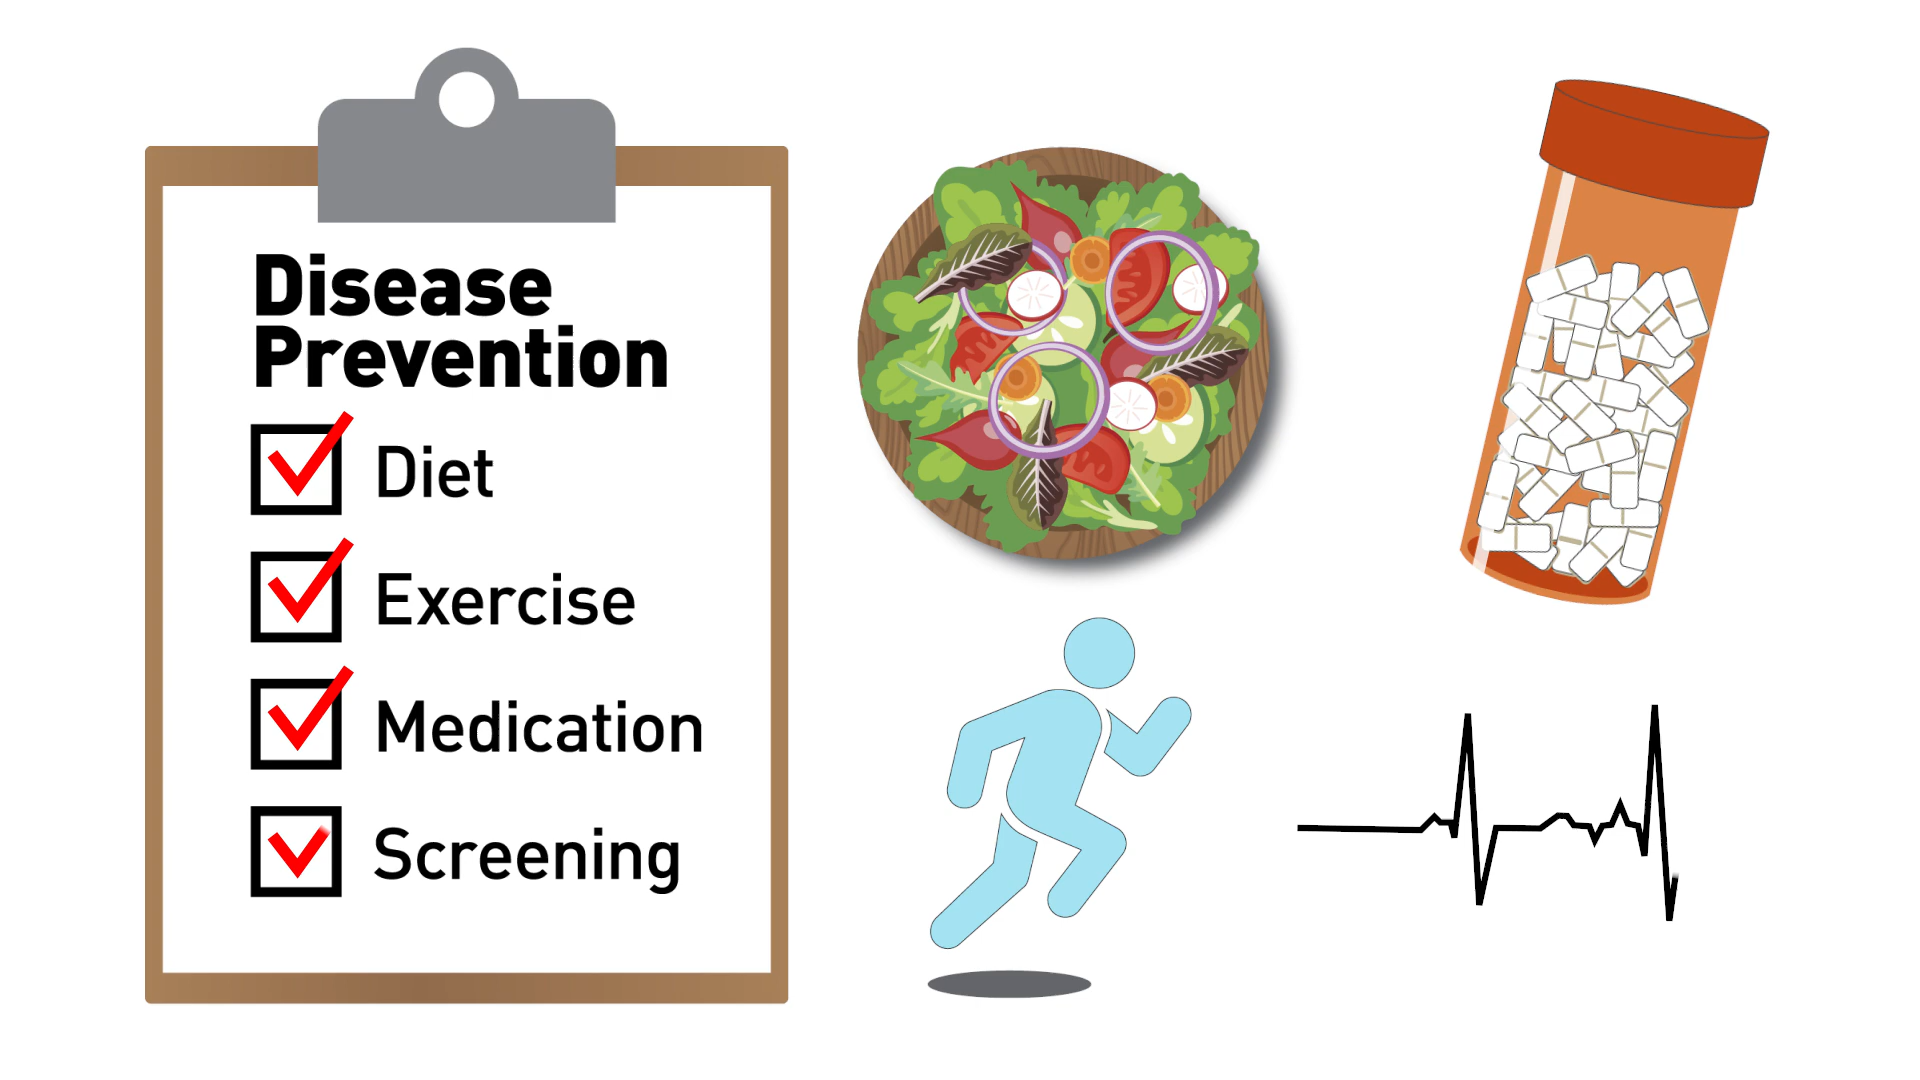 Disease
Prevention
Diet
Exercise
Medication
Screening